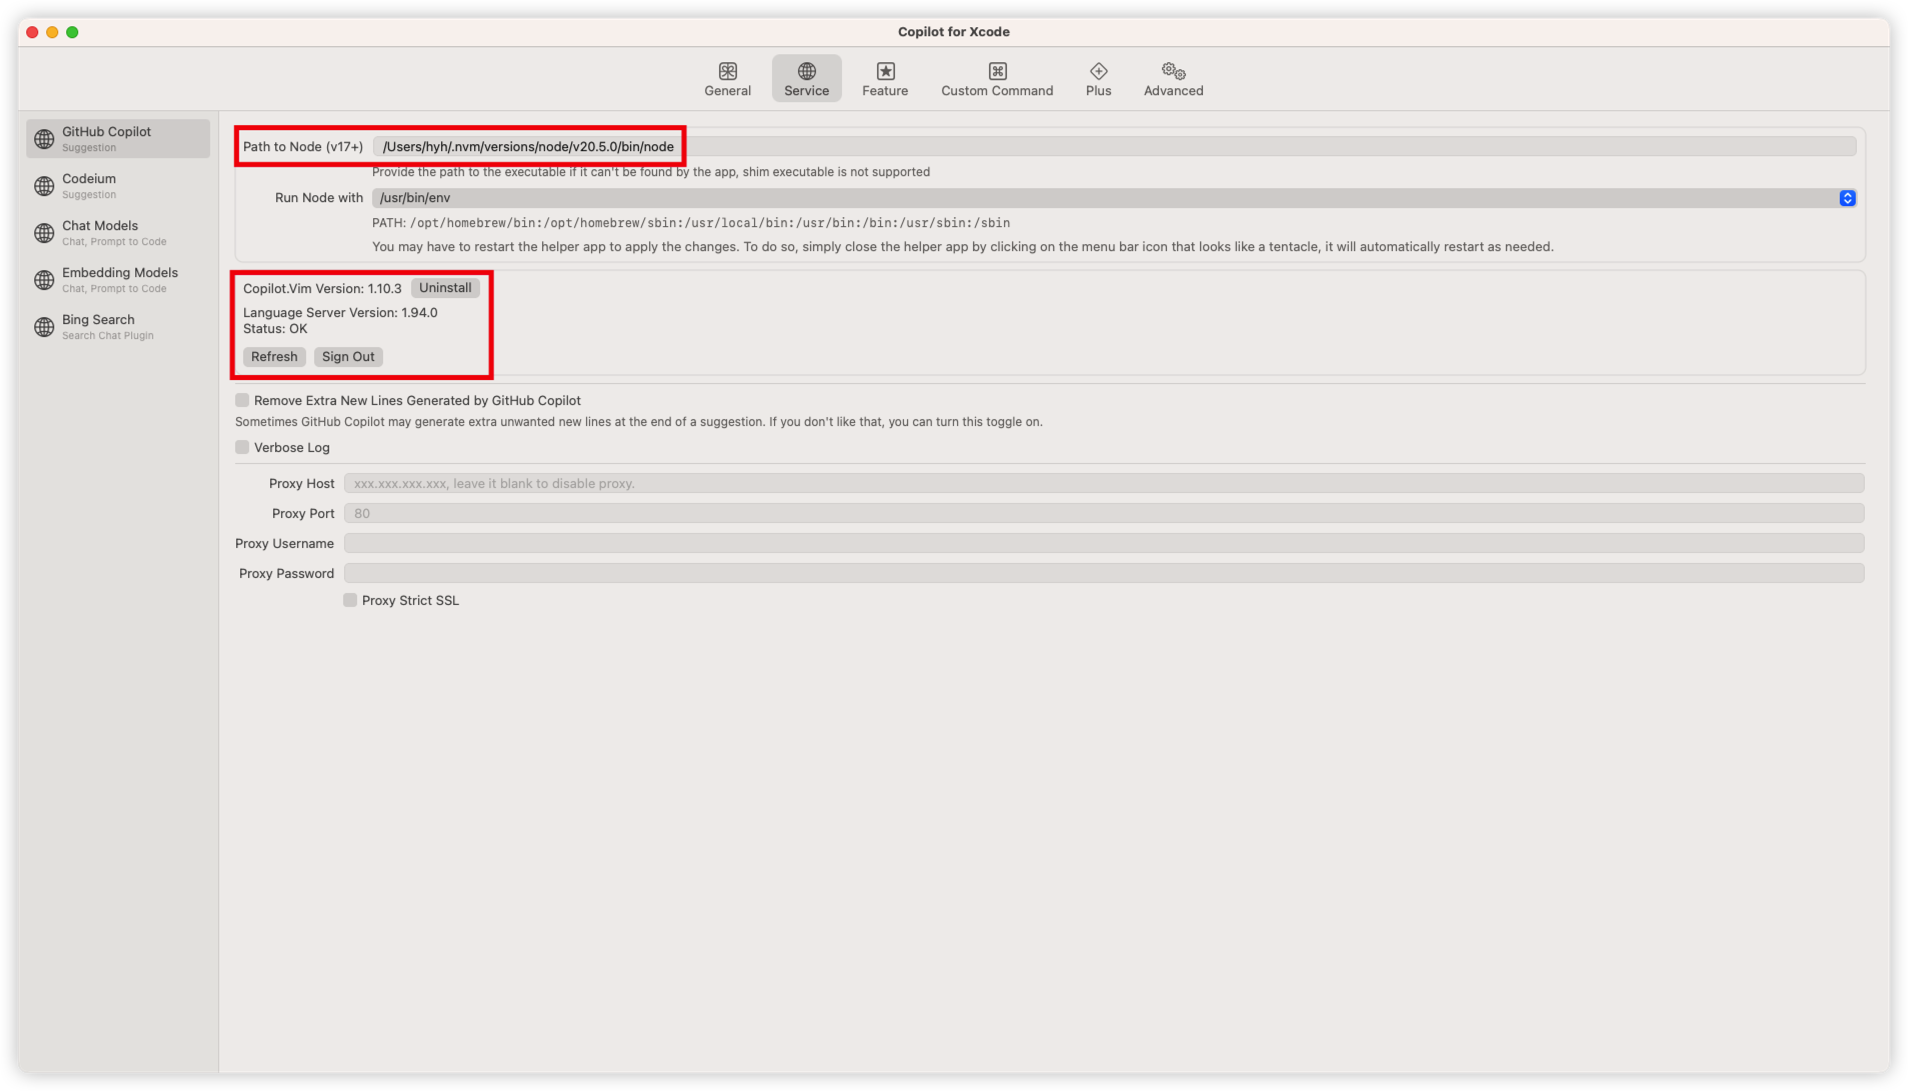 Copilot for Xcode
General
Service
Feature
Custom Command
Plus
Advanced
GitHub Copilot
Suggestion
Codeium
Suggestion
Chat Models
Chat, Prompt to Code
Embedding Models
Chat, Prompt to Code
Bing Search
Search Chat Plugin
Path to Node (v17+) /Users/hyh/.nvm/versions/node/v20.5.0/bin/node
Provide the path to the executable if it can't be found by the app, shim executable is not supported
Run Node with /usr/bin/env
PATH: /opt/homebrew/bin:/opt/homebrew/sbin:/usr/local/bin:/usr/bin:/bin:/usr/sbin:/sbin
You may have to restart the helper app to apply the changes. To do so, simply close the helper app by clicking on the menu bar icon that looks like a tentacle, it will automatically restart as needed.
Copilot.Vim Version: 1.10.3 Uninstall
Language Server Version: 1.94.0
Status: OK
Refresh Sign Out
Remove Extra New Lines Generated by GitHub Copilot
Sometimes GitHub Copilot may generate extra unwanted new lines at the end of a suggestion. If you don't like that, you can turn this toggle on.
Verbose Log
Proxy Host xxx.xxx.xxx.xxx, leave it blank to disable proxy.
Proxy Port 80
Proxy Username
Proxy Password
Proxy Strict SSL